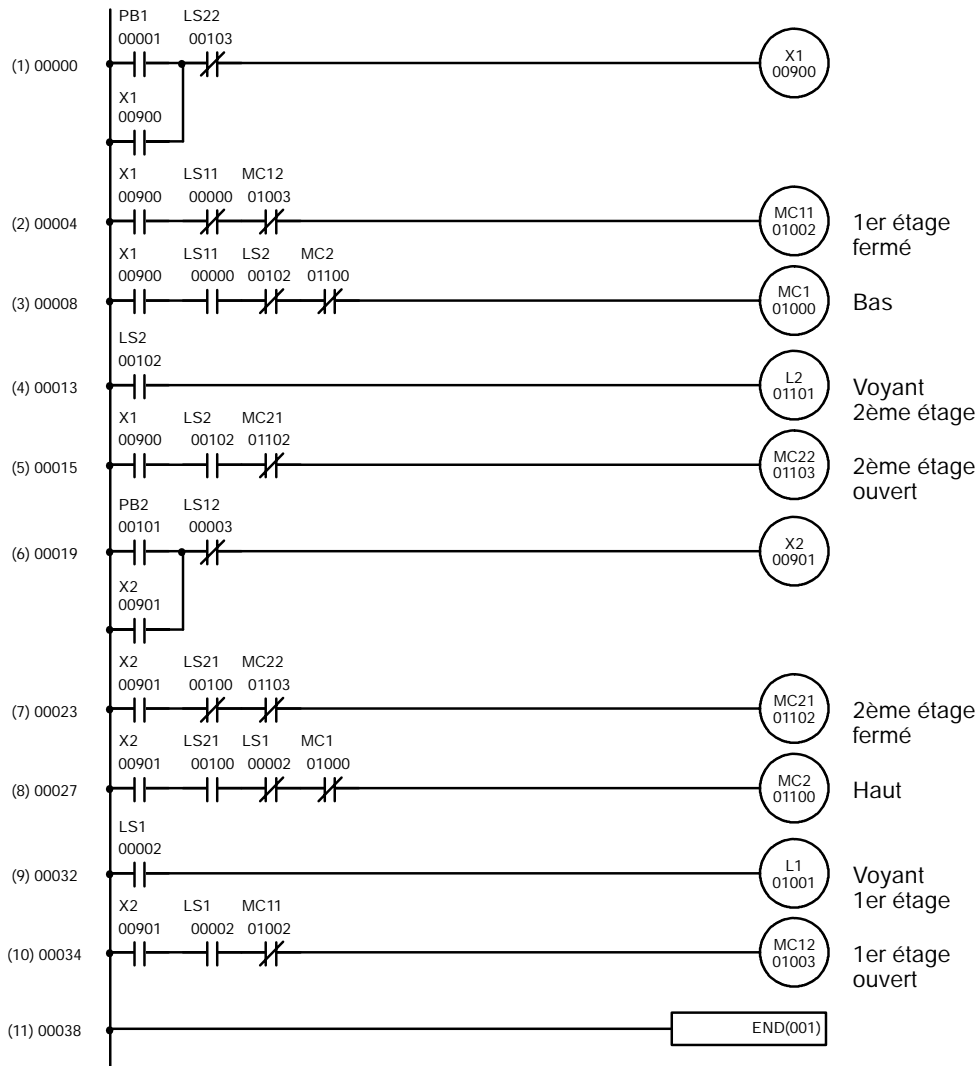 PB1 LS22
00001 00103
(1) 00000
X1
00900
X1
00900
X1 LS11 MC12
00900 00000 01003
(2) 00004
MC11
01002
1er étage
fermé
X1 LS11 LS2 MC2
00900 00000 00102 01100
(3) 00008
MC1
01000
Bas
LS2
00102
(4) 00013
L2
01101
Voyant
2ème étage
X1 LS2 MC21
00900 00102 01102
(5) 00015
MC22
01103
2ème étage
ouvert
PB2 LS12
00101 00003
(6) 00019
X2
00901
X2
00901
X2 LS21 MC22
00901 00100 01103
(7) 00023
MC21
01102
2ème étage
fermé
X2 LS21 LS1 MC1
00901 00100 00002 01000
(8) 00027
MC2
01100
Haut
LS1
00002
(9) 00032
L1
01001
Voyant
1er étage
X2 LS1 MC11
00901 00002 01002
(10) 00034
MC12
01003
1er étage
ouvert
(11) 00038
END(001)